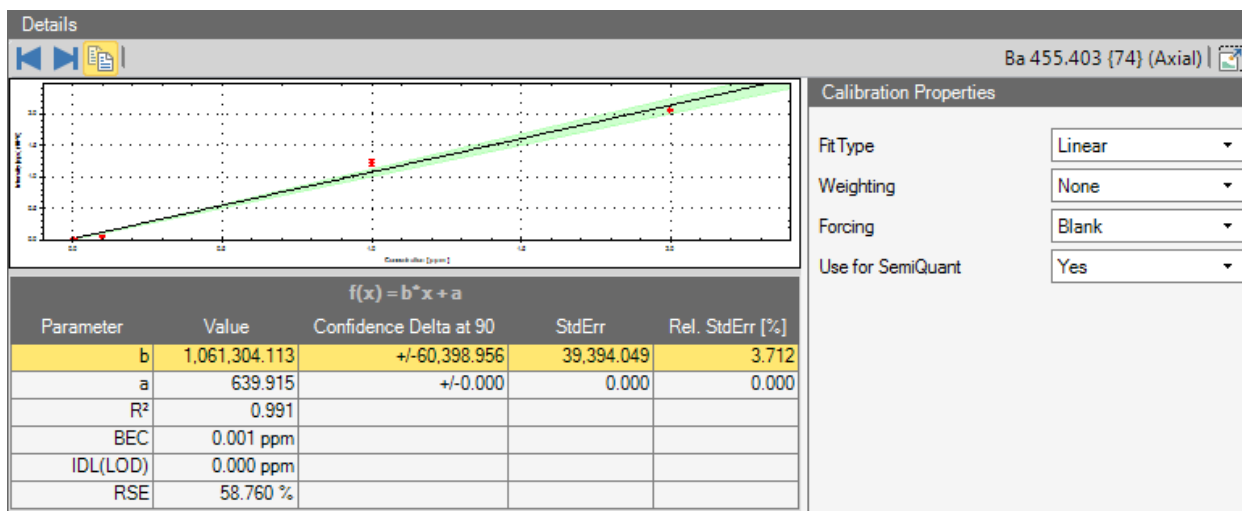 Details
Ba 455.403 {74} (Axial)
Calibration Properties
Fit Type Linear
Weighting None
Forcing Blank
Use for SemiQuant Yes
f(x) = b*x + a
Parameter Value Confidence Delta at 90 StdErr Rel. StdErr [%]
b 1,061,304.113 +/-60,398.956 39,394.049 3.712
a 639.915 +/-0.000 0.000 0.000
R² 0.991
BEC 0.001 ppm
IDL(LOD) 0.000 ppm
RSE 58.760 %